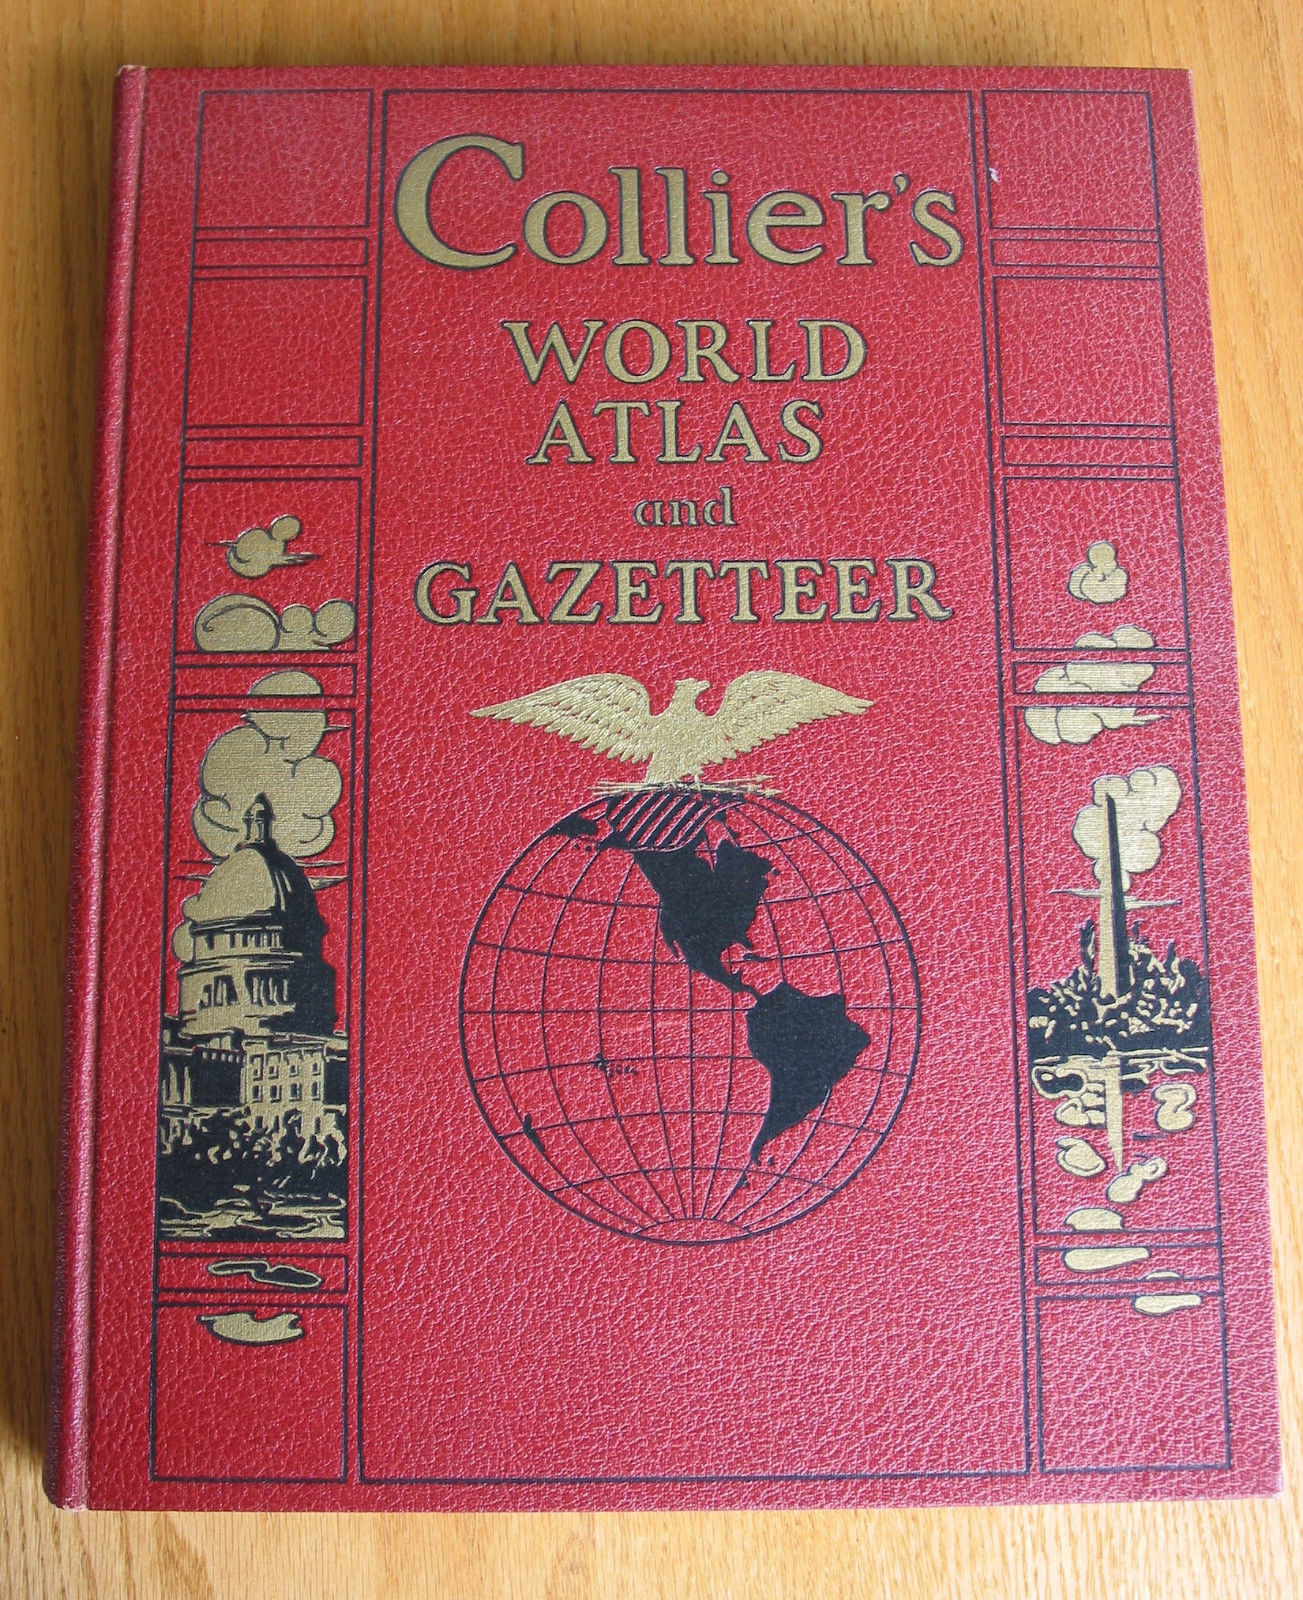 Collier's
WORLD
ATLAS
and
GAZETTEER